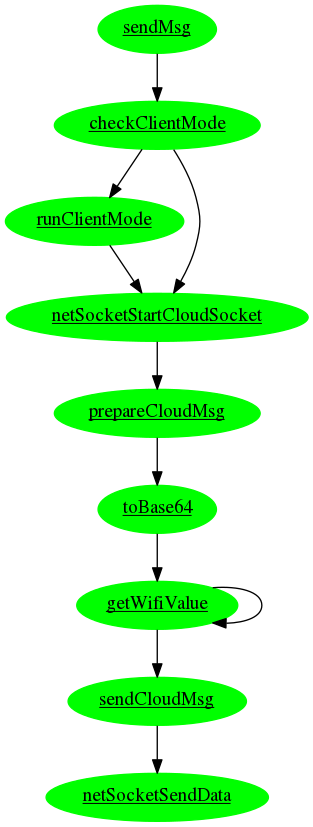 sendMsg
checkClientMode
runClientMode
netSocketStartCloudSocket
prepareCloudMsg
toBase64
getWifiValue
sendCloudMsg
netSocketSendData